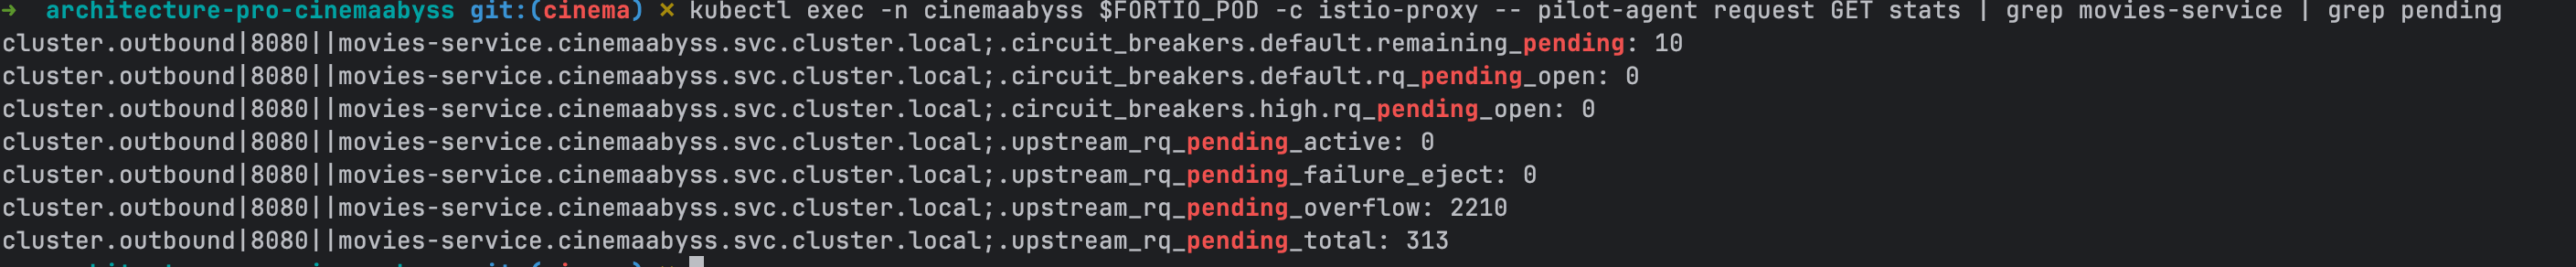 → architecture-pro-cinemaabyss git:(cinema) × kubectl exec -n cinemaabyss $FORTIO_POD -c istio-proxy -- pilot-agent request GET stats | grep movies-service | grep pending
cluster.outbound|8080||movies-service.cinemaabyss.svc.cluster.local;.circuit_breakers.default.remaining_pending: 10
cluster.outbound|8080||movies-service.cinemaabyss.svc.cluster.local;.circuit_breakers.default.rq_pending_open: 0
cluster.outbound|8080||movies-service.cinemaabyss.svc.cluster.local;.circuit_breakers.high.rq_pending_open: 0
cluster.outbound|8080||movies-service.cinemaabyss.svc.cluster.local;.upstream_rq_pending_active: 0
cluster.outbound|8080||movies-service.cinemaabyss.svc.cluster.local;.upstream_rq_pending_failure_eject: 0
cluster.outbound|8080||movies-service.cinemaabyss.svc.cluster.local;.upstream_rq_pending_overflow: 2210
cluster.outbound|8080||movies-service.cinemaabyss.svc.cluster.local;.upstream_rq_pending_total: 313